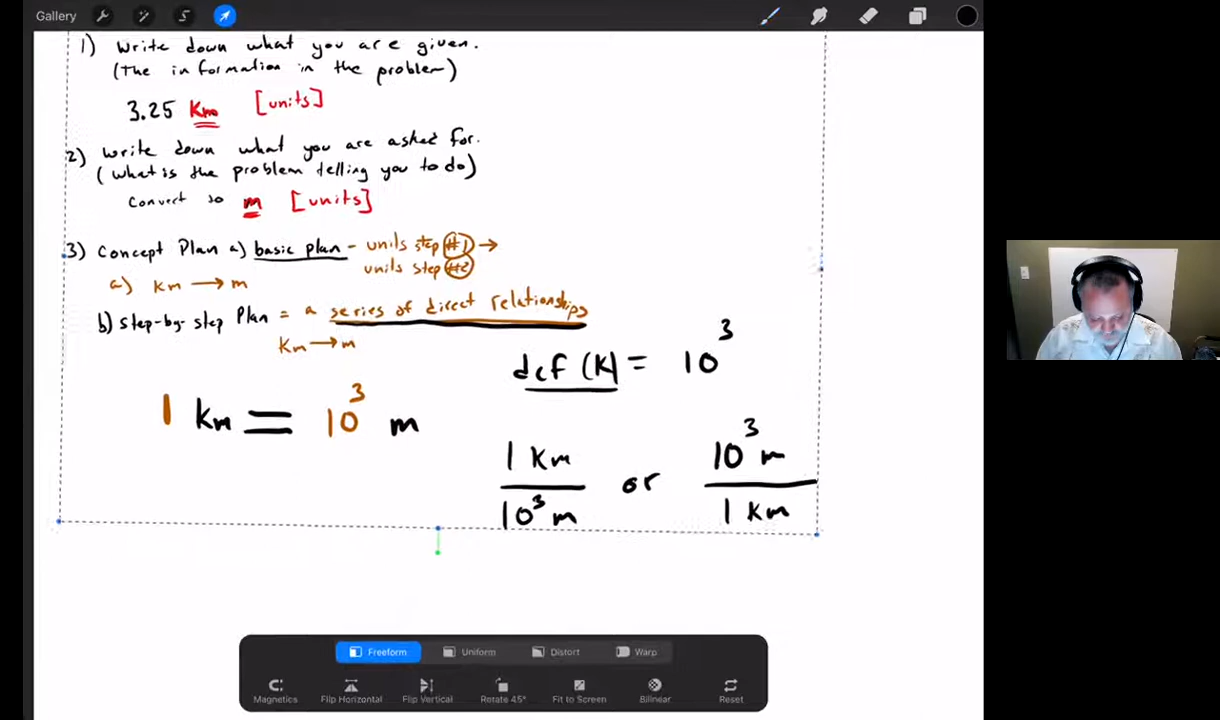 Gallery
1) Write down what you are given.
(The information in the problem)
3.25 Km [units]
2) Write down what you are asked for.
(What is the problem telling you to do)
Convert to m [units]
3) Concept Plan a) basic plan - units step #1 →
units step #2
a) Km → m
b) Step-by-step Plan = a series of direct relationships
Km → m
def (K) = 10³
1 Km = 10³ m
1 Km / 10³ m or 10³ m / 1 Km
Freeform Uniform Distort Warp
Magnetics Flip Horizontal Flip Vertical Rotate 45° Fit to Screen Bilinear Reset